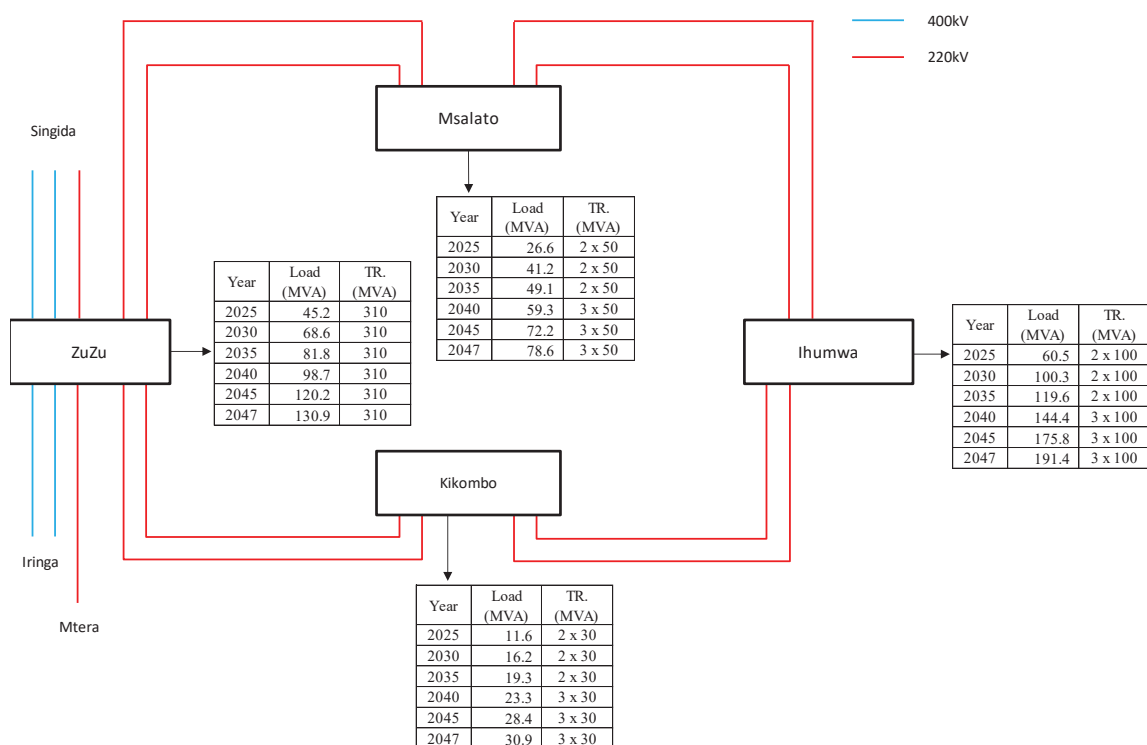 400kV
220kV
Msalato
Singida
Year Load (MVA) TR. (MVA)
2025 26.6 2 x 50
2030 41.2 2 x 50
2035 49.1 2 x 50
2040 59.3 3 x 50
2045 72.2 3 x 50
2047 78.6 3 x 50
ZuZu
Year Load (MVA) TR. (MVA)
2025 45.2 310
2030 68.6 310
2035 81.8 310
2040 98.7 310
2045 120.2 310
2047 130.9 310
Ihumwa
Year Load (MVA) TR. (MVA)
2025 60.5 2 x 100
2030 100.3 2 x 100
2035 119.6 2 x 100
2040 144.4 3 x 100
2045 175.8 3 x 100
2047 191.4 3 x 100
Kikombo
Iringa
Mtera
Year Load (MVA) TR. (MVA)
2025 11.6 2 x 30
2030 16.2 2 x 30
2035 19.3 2 x 30
2040 23.3 3 x 30
2045 28.4 3 x 30
2047 30.9 3 x 30